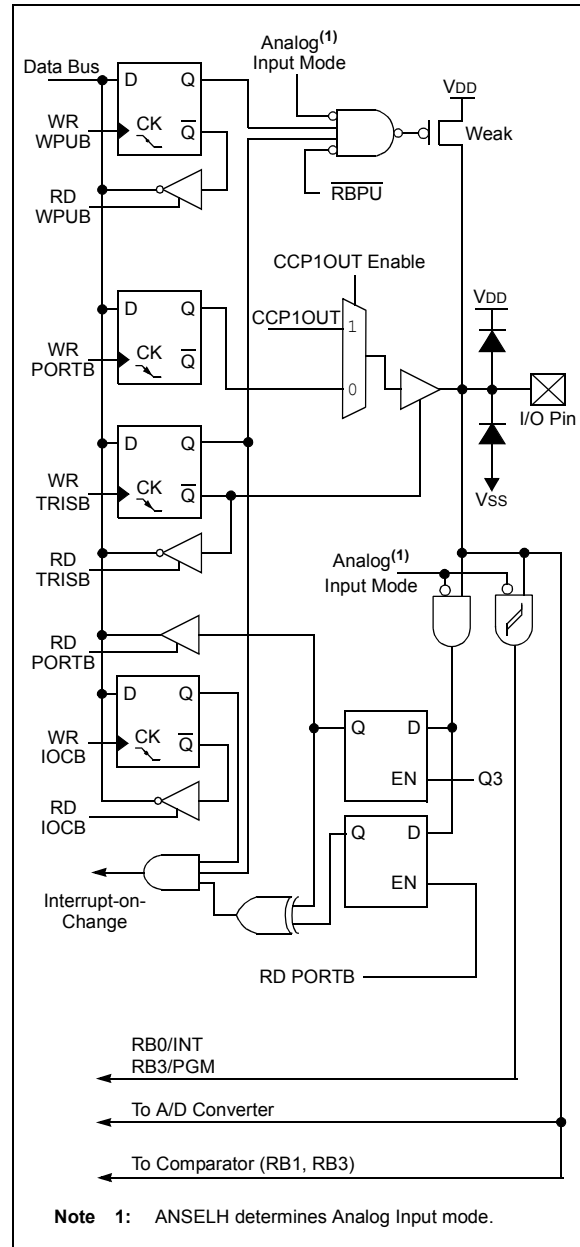 Analog(1)
Input Mode
Data Bus
D Q
VDD
WR
WPUB
CK
Q
Weak
RD
WPUB
RBPU
CCP1OUT Enable
D Q
CCP1OUT
1
VDD
WR
PORTB
CK
Q
0
I/O Pin
D Q
WR
TRISB
CK
Q
VSS
RD
TRISB
Analog(1)
Input Mode
RD
PORTB
D Q
Q D
WR
IOCB
CK
Q
EN
Q3
RD
IOCB
Q D
EN
Interrupt-on-
Change
RD PORTB
RB0/INT
RB3/PGM
To A/D Converter
To Comparator (RB1, RB3)
Note 1: ANSELH determines Analog Input mode.